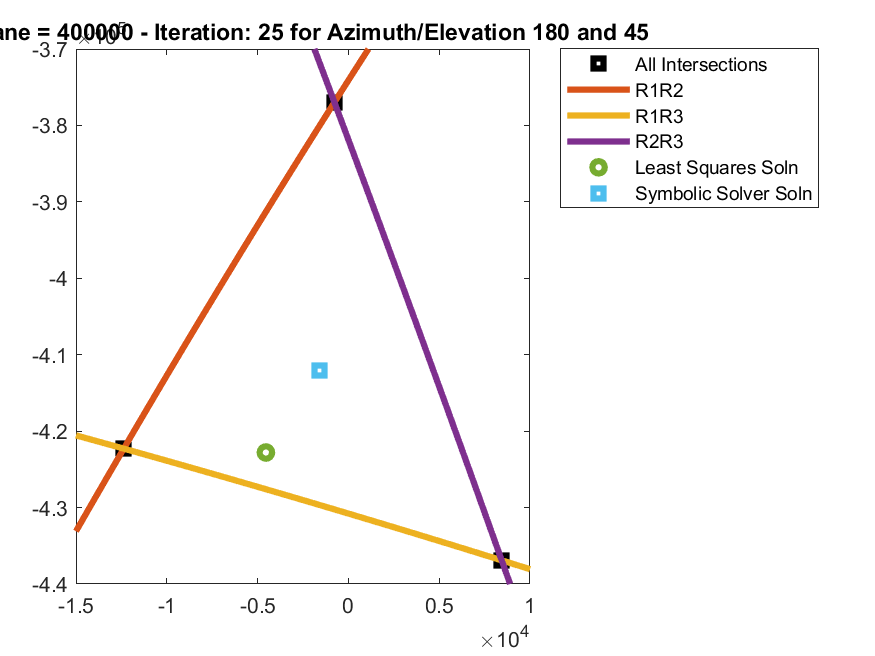 ane = 400000 - Iteration: 25 for Azimuth/Elevation 180 and 45
×10^5
-3.7
-3.8
-3.9
-4
-4.1
-4.2
-4.3
-4.4
-1.5 -1 -0.5 0 0.5 1
×10^4
All Intersections
R1R2
R1R3
R2R3
Least Squares Soln
Symbolic Solver Soln